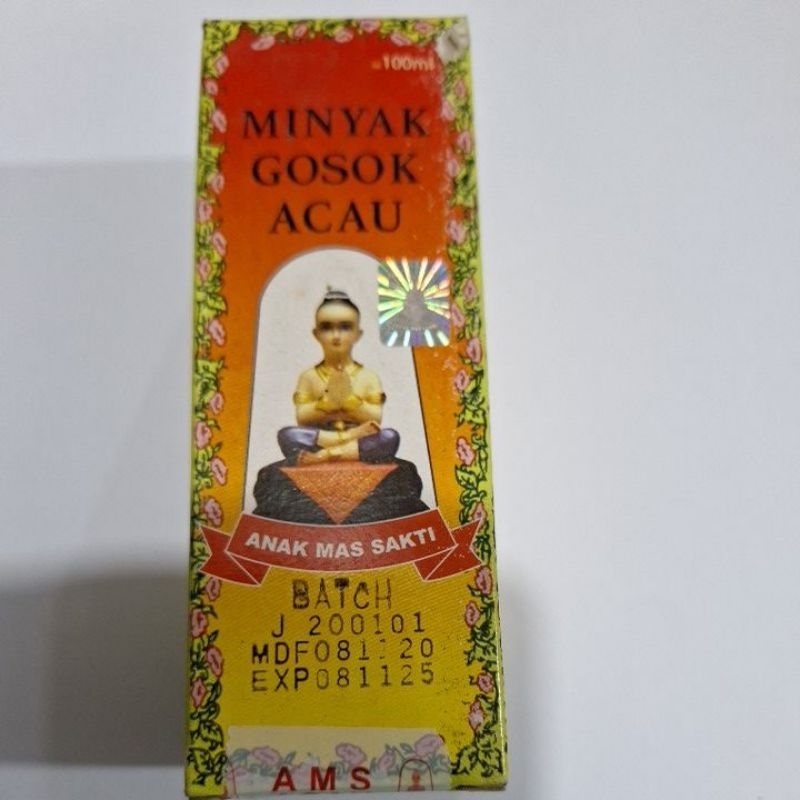 100ml
MINYAK
GOSOK
ACAU
ANAK MAS SAKTI
BATCH
J 200101
MDF081120
EXP081125
AMS